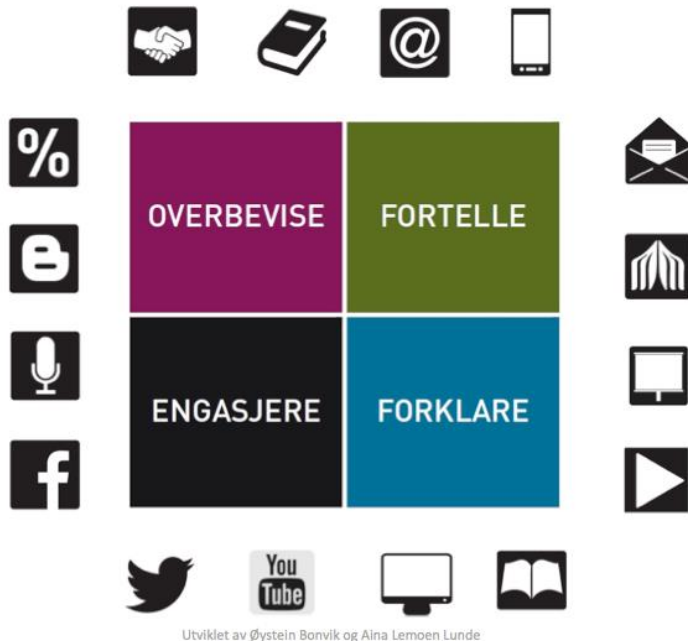 @
%
OVERBEVISE
FORTELLE
ENGASJERE
FORKLARE
f
You
Tube
Utviklet av Øystein Bonvik og Aina Lemoen Lunde